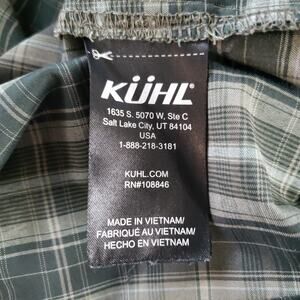 KÜHL
1635 S. 5070 W, Ste C
Salt Lake City, UT 84104
USA
1-888-218-3181
KUHL.COM
RN#108846
MADE IN VIETNAM/
FABRIQUÉ AU VIETNAM/
HECHO EN VIETNAM